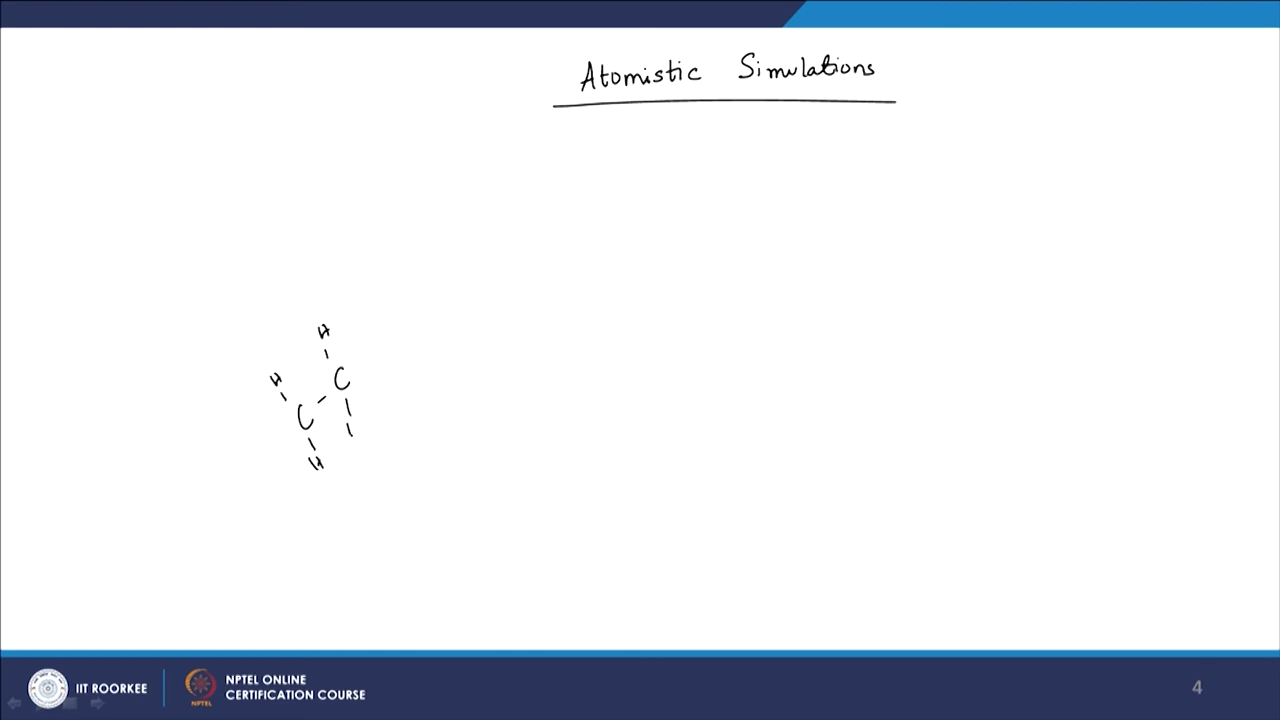 Atomistic Simulations
H
H C
C
H
IIT ROORKEE
NPTEL ONLINE
CERTIFICATION COURSE
4